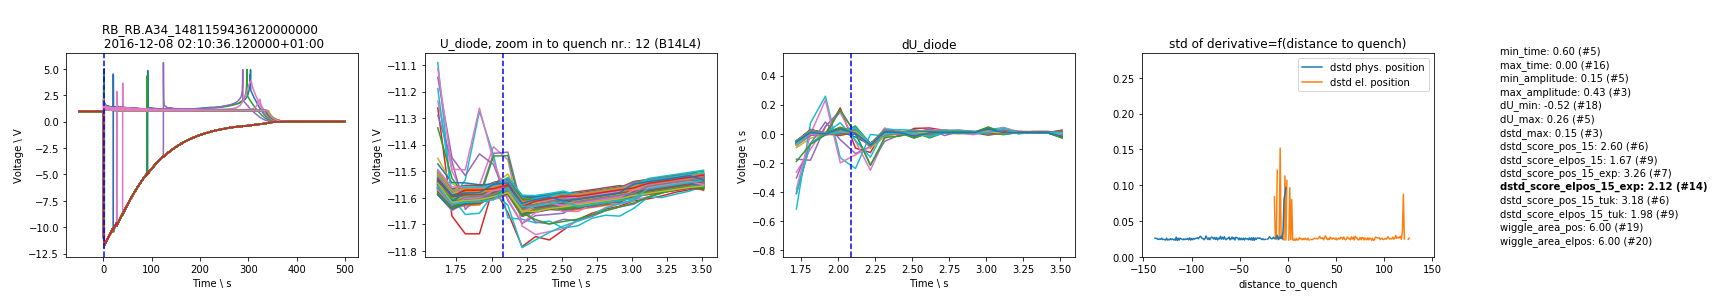 RB_RB.A34_1481159436120000000
2016-12-08 02:10:36.120000+01:00
Voltage \ V
5.0
2.5
0.0
−2.5
−5.0
−7.5
−10.0
−12.5
0
100
200
300
400
500
Time \ s
U_diode, zoom in to quench nr.: 12 (B14L4)
Voltage \ V
−11.1
−11.2
−11.3
−11.4
−11.5
−11.6
−11.7
−11.8
1.75
2.00
2.25
2.50
2.75
3.00
3.25
3.50
Time \ s
dU_diode
Voltage \ s
0.4
0.2
0.0
−0.2
−0.4
−0.6
−0.8
1.75
2.00
2.25
2.50
2.75
3.00
3.25
3.50
Time \ s
std of derivative=f(distance to quench)
dstd phys. position
dstd el. position
0.25
0.20
0.15
0.10
0.05
0.00
−150
−100
−50
0
50
100
150
distance_to_quench
min_time: 0.60 (#5)
max_time: 0.00 (#16)
min_amplitude: 0.15 (#5)
max_amplitude: 0.43 (#3)
dU_min: -0.52 (#18)
dU_max: 0.26 (#5)
dstd_max: 0.15 (#3)
dstd_score_pos_15: 2.60 (#6)
dstd_score_elpos_15: 1.67 (#9)
dstd_score_pos_15_exp: 3.26 (#7)
dstd_score_elpos_15_exp: 2.12 (#14)
dstd_score_pos_15_tuk: 3.18 (#6)
dstd_score_elpos_15_tuk: 1.98 (#9)
wiggle_area_pos: 6.00 (#19)
wiggle_area_elpos: 6.00 (#20)